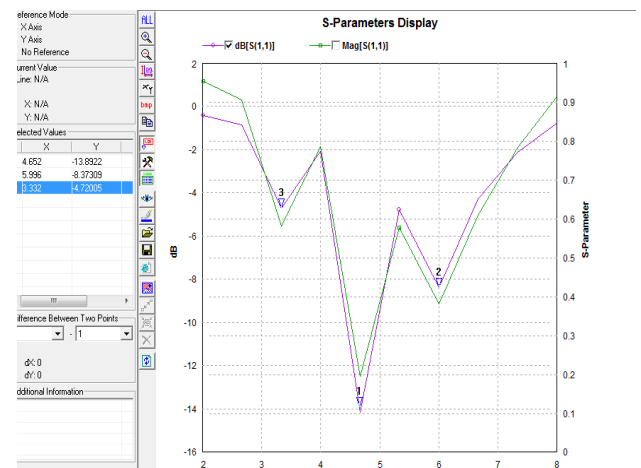 eference Mode
X Axis
Y Axis
No Reference
urrent Value
Line: N/A
X: N/A
Y: N/A
elected Values
X Y
4.652 -13.8922
5.996 -8.37309
3.332 -4.72005
ifference Between Two Points
- 1
dX: 0
dY: 0
dditional Information
ALL
XY
bmp
S-Parameters Display
dB[S(1,1)] Mag[S(1,1)]
2
0
-2
-4
-6
-8
-10
-12
-14
-16
dB
3
1
2
1
0.9
0.8
0.7
0.6
0.5
0.4
0.3
0.2
0.1
0
S-Parameter
2 3 4 5 6 7 8